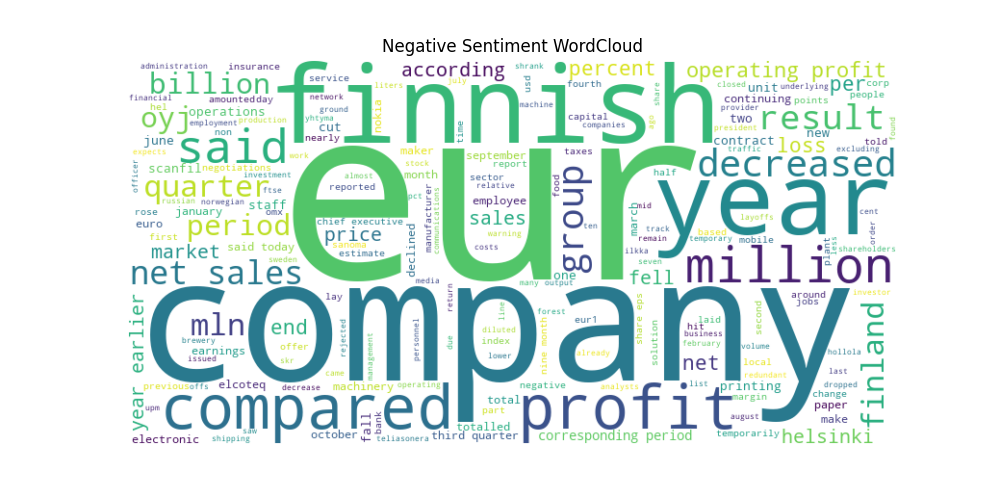 Negative Sentiment WordCloud
administration insurance according shrank percent operating profit
financial billion finnish service july liters usd fourth share closed unit underlying per corp
hel amountedday network nokia machine age continuing points people
oyj operations yhtyma ground time capital companies president two provider result found
employment production non nearly cut
june said work maker taxes contract new told
scanfil negotiations almost stock september report traffic loss excluding
expects month eur food half decreased
officer quarter investment ftse reported pct sector relative group year
russian norwegian staff employee mid layoffs cent
rose january omx chief executive manufacturer communications sales ten march track
euro period price declined warning seven based order
first sanoma costs remain temporary mobile plant less shareholders
market said today estimate one ilkka
net sales sweden media many output fell million
year earlier company lay return line forest solution laid second around jobs investor
mln end rejected personnel due diluted eur1 share eps hit business
brewery issued offer management index nine month february volume hollola finland
earnings skr came lower already net local last
previous offs elcoteq decrease machinery operating negative analysts list redundant printing dropped change
upm compared total profit margin paper
saw october fall bank part august make
electronic shipping teliasonera third quarter totalled corresponding period temporarily helsinki